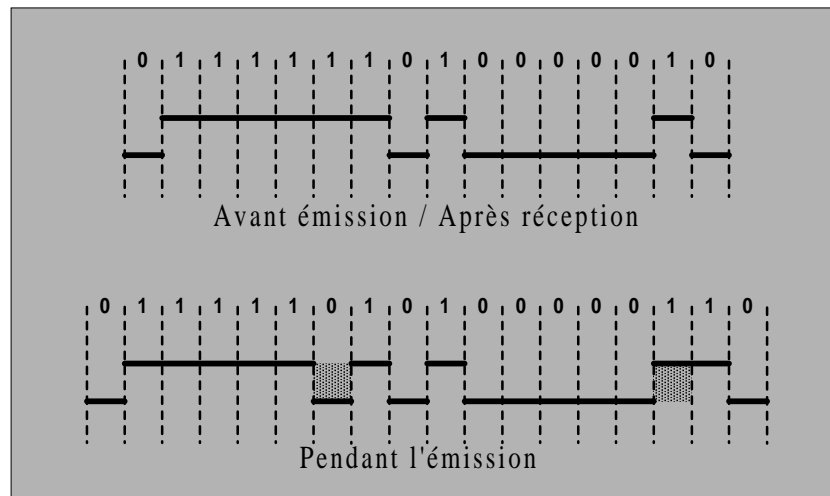 0 1 1 1 1 1 1 0 1 0 0 0 0 0 1 0
Avant émission / Après réception
0 1 1 1 1 1 0 1 0 1 0 0 0 0 0 1 1 0
Pendant l'émission